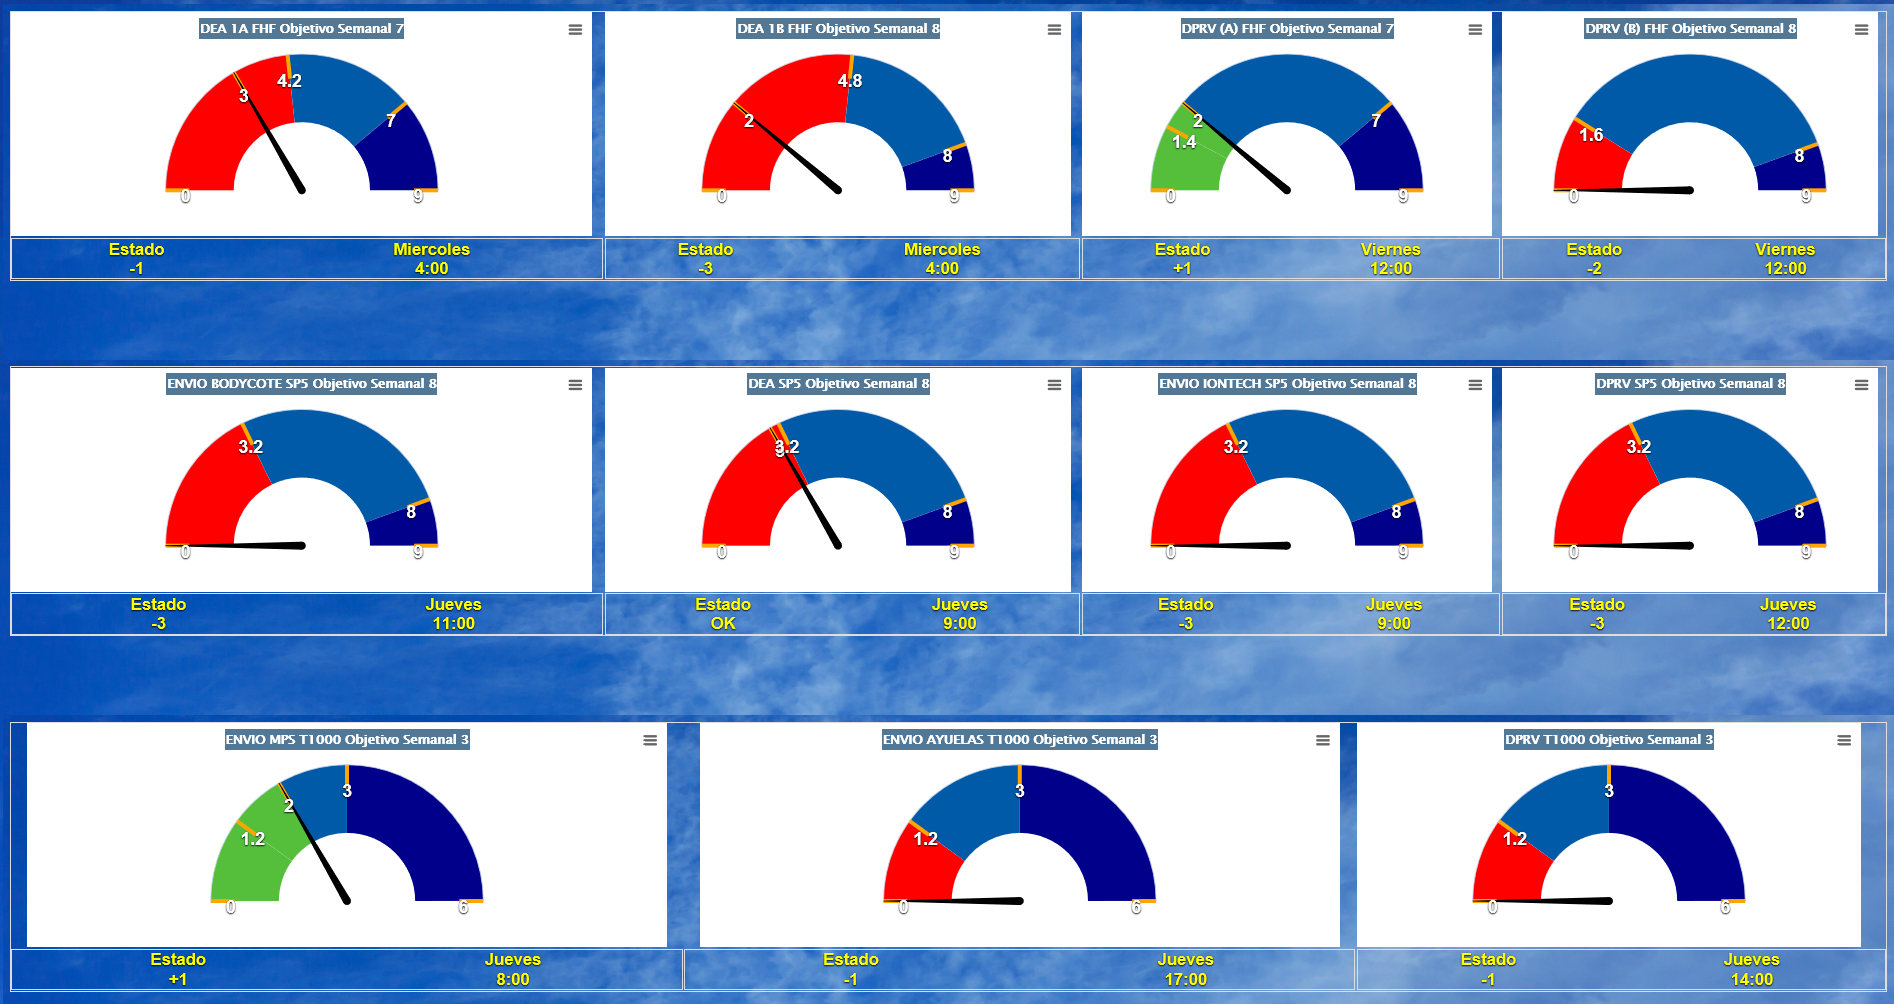 DEA 1A FHF Objetivo Semanal 7
4.2
3
7
0
9
Estado
Miercoles
-1
4:00
DEA 1B FHF Objetivo Semanal 8
4.8
2
8
0
9
Estado
Miercoles
-3
4:00
DPRV (A) FHF Objetivo Semanal 7
2
7
1.4
0
9
Estado
Viernes
+1
12:00
DPRV (B) FHF Objetivo Semanal 8
1.6
8
0
9
Estado
Viernes
-2
12:00
ENVIO BODYCOTE SP5 Objetivo Semanal 8
3.2
8
0
9
Estado
Jueves
-3
11:00
DEA SP5 Objetivo Semanal 8
3.2
3
8
0
9
Estado
Jueves
OK
9:00
ENVIO IONTECH SP5 Objetivo Semanal 8
3.2
8
0
9
Estado
Jueves
-3
9:00
DPRV SP5 Objetivo Semanal 8
3.2
8
0
9
Estado
Jueves
-3
12:00
ENVIO MPS T1000 Objetivo Semanal 3
3
2
1.2
0
6
Estado
Jueves
+1
8:00
ENVIO AYUELAS T1000 Objetivo Semanal 3
3
1.2
0
6
Estado
Jueves
-1
17:00
DPRV T1000 Objetivo Semanal 3
3
1.2
0
6
Estado
Jueves
-1
14:00